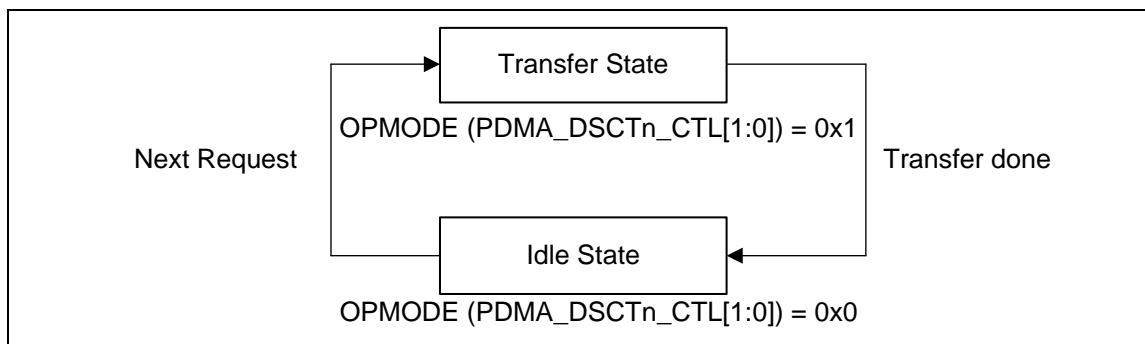 Transfer State
OPMODE (PDMA_DSCTn_CTL[1:0]) = 0x1
Next Request
Transfer done
Idle State
OPMODE (PDMA_DSCTn_CTL[1:0]) = 0x0